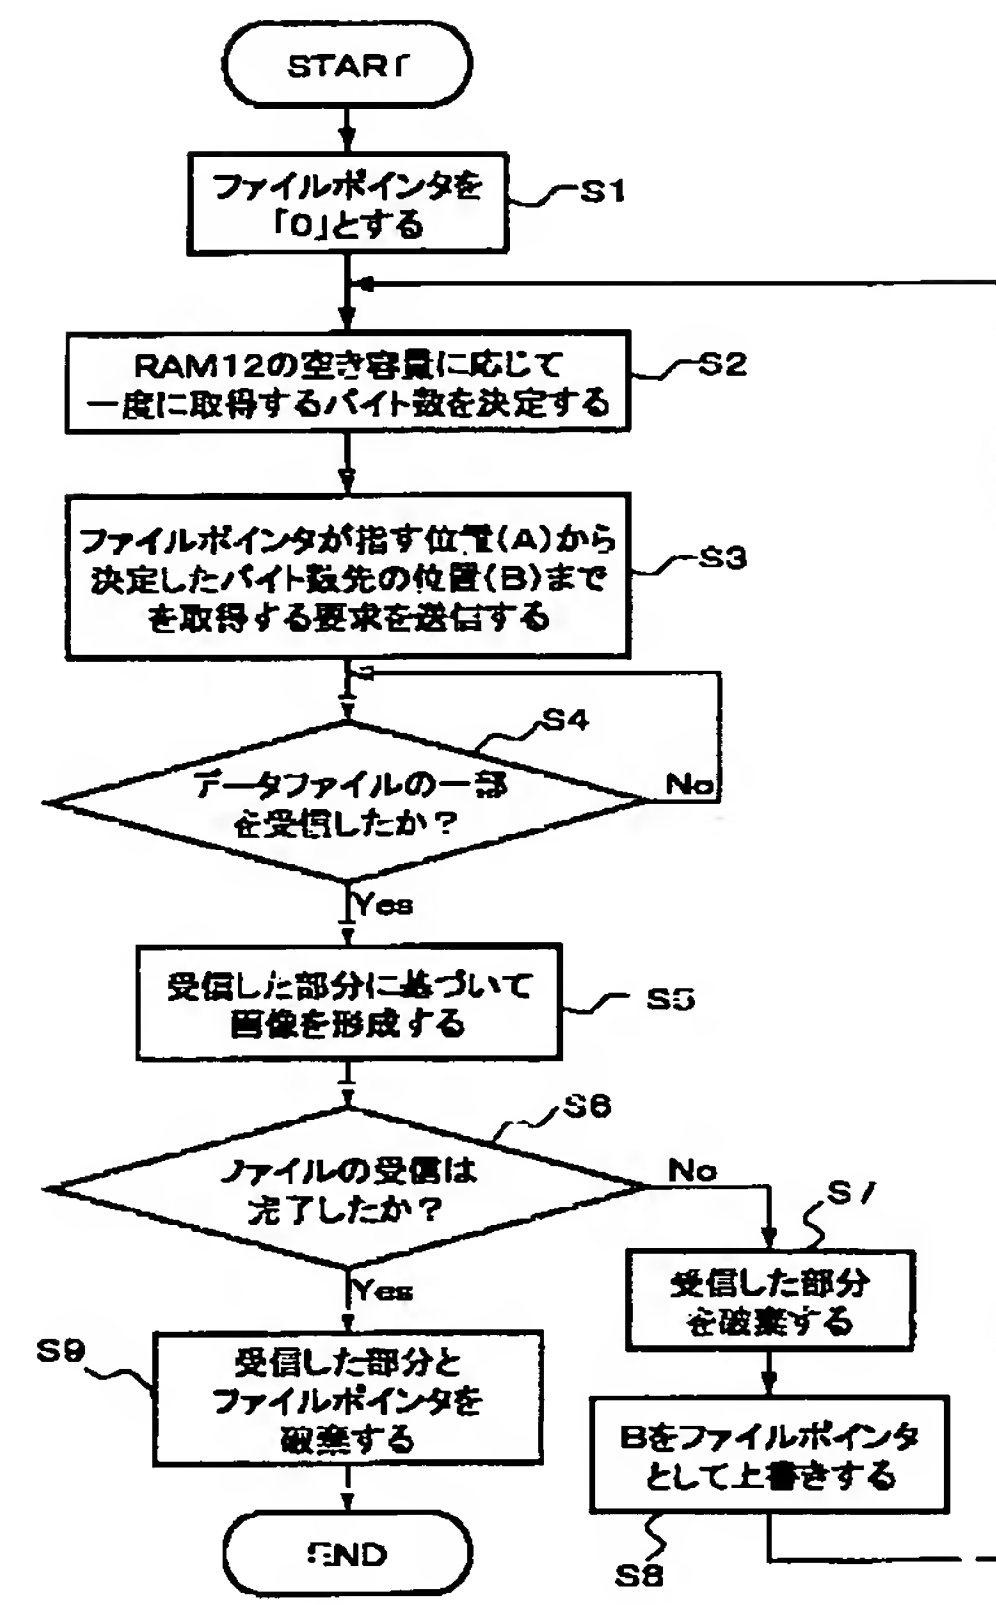 START
ファイルポインタを
「0」とする
S1
RAM12の空き容量に応じて
一度に取得するバイト数を決定する
S2
ファイルポインタが指す位置(A)から
決定したバイト数先の位置(B)まで
を取得する要求を送信する
S3
S4
データファイルの一部
を受信したか？
No
Yes
受信した部分に基づいて
画像を形成する
S5
S6
ファイルの受信は
完了したか？
No
Yes
S7
受信した部分
を破棄する
S9
受信した部分と
ファイルポインタを
破棄する
Bをファイルポインタ
として上書きする
S8
END